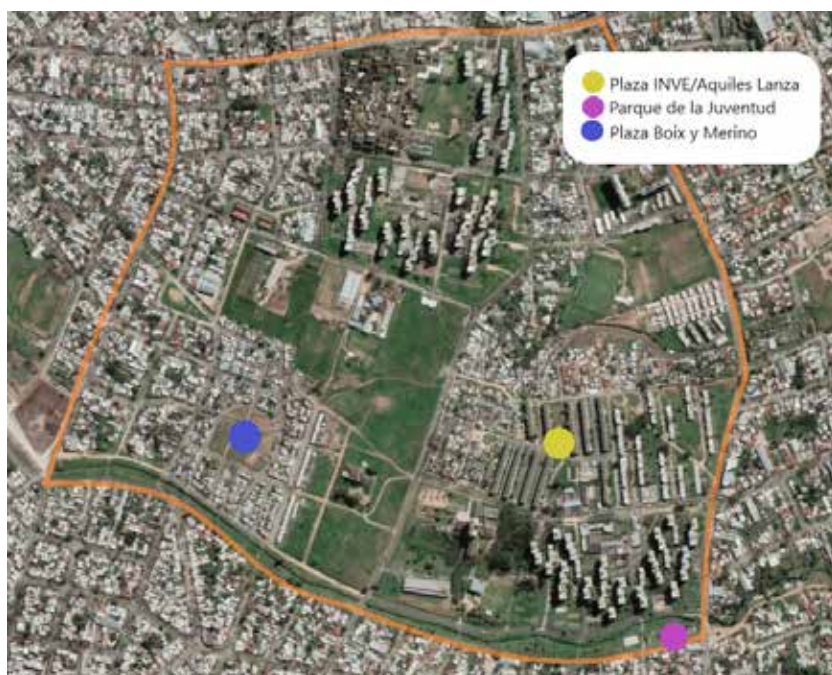 Plaza INVE/Aquiles Lanza
Parque de la Juventud
Plaza Boix y Merino